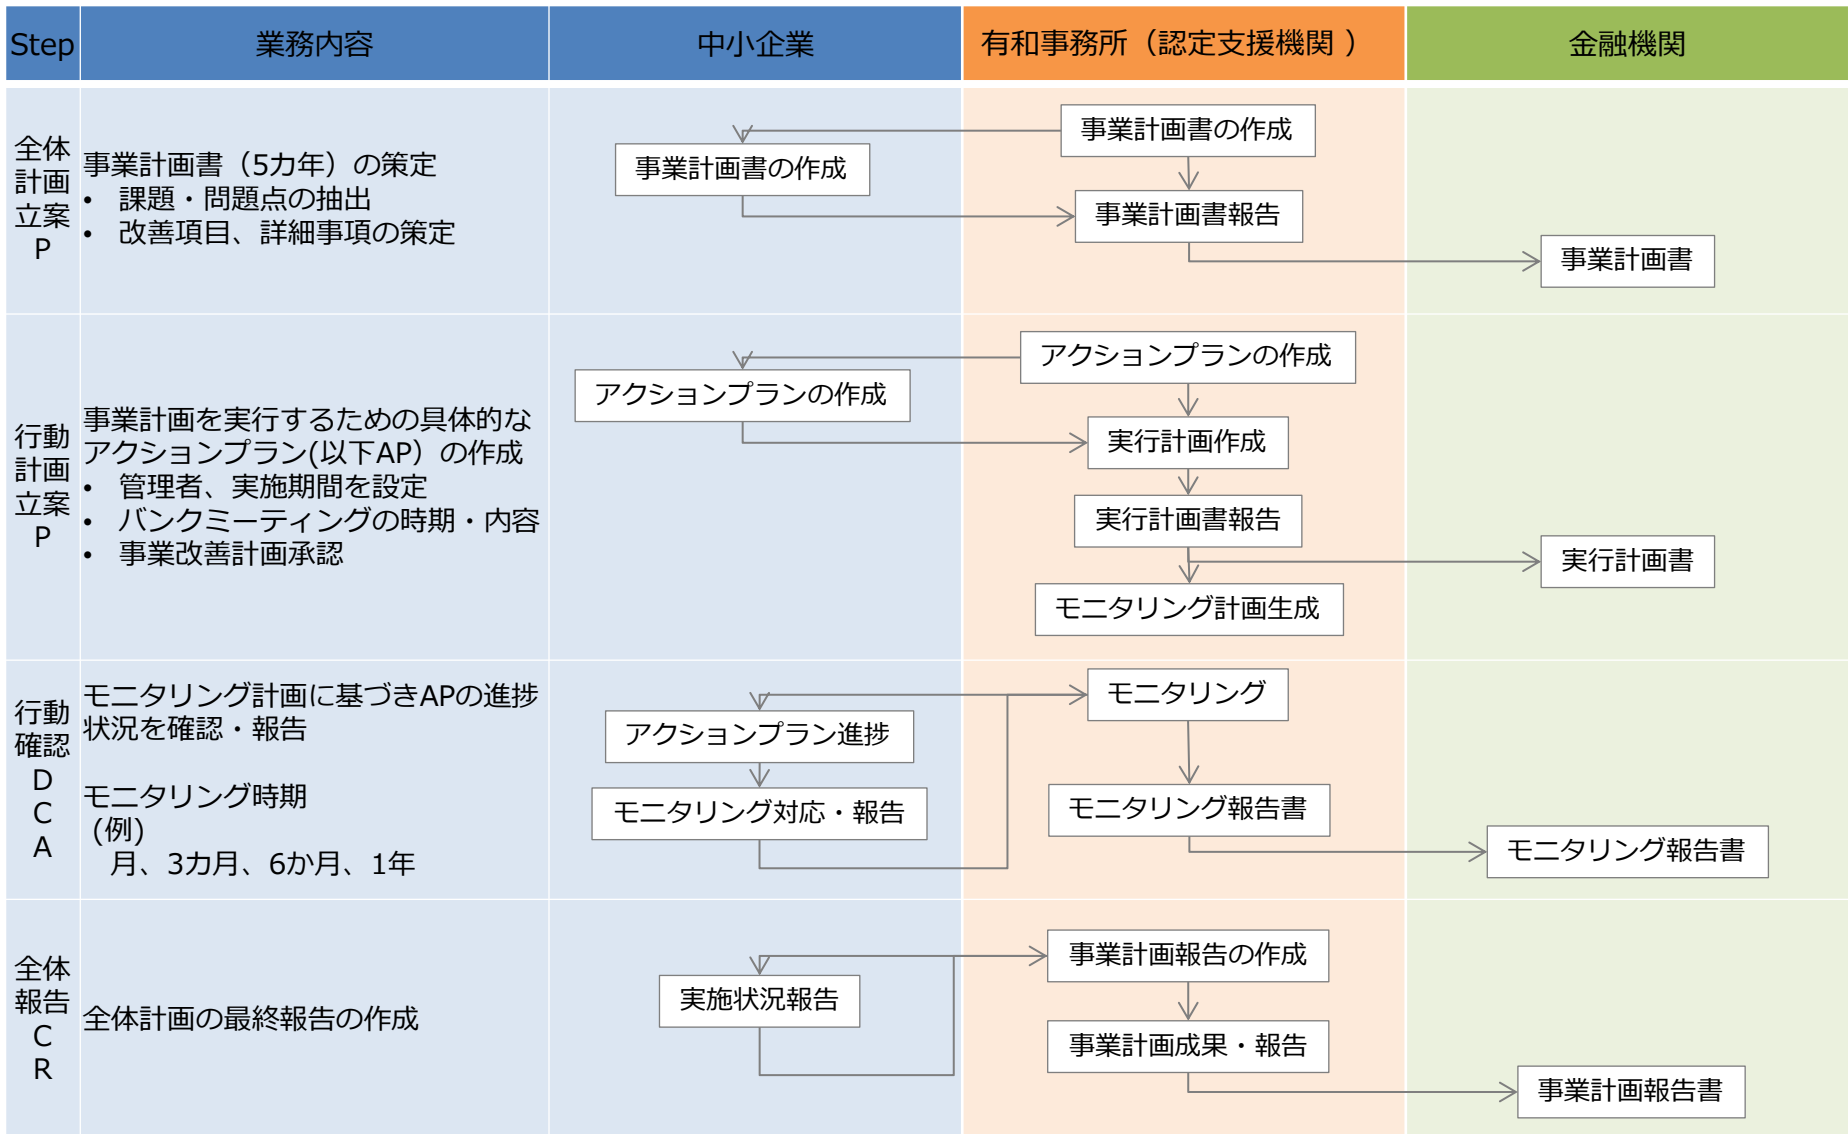 Step
業務内容
中小企業
有和事務所（認定支援機関 ）
金融機関
全体
計画
立案
P
事業計画書（5カ年）の策定
• 課題・問題点の抽出
• 改善項目、詳細事項の策定
事業計画書の作成
事業計画書の作成
事業計画書報告
事業計画書
行動
計画
立案
P
事業計画を実行するための具体的な
アクションプラン(以下AP）の作成
• 管理者、実施期間を設定
• バンクミーティングの時期・内容
• 事業改善計画承認
アクションプランの作成
アクションプランの作成
実行計画作成
実行計画書報告
モニタリング計画生成
実行計画書
行動
確認
D
C
A
モニタリング計画に基づきAPの進捗
状況を確認・報告
モニタリング時期
(例)
月、3カ月、6か月、1年
アクションプラン進捗
モニタリング対応・報告
モニタリング
モニタリング報告書
モニタリング報告書
全体
報告
C
R
全体計画の最終報告の作成
実施状況報告
事業計画報告の作成
事業計画成果・報告
事業計画報告書